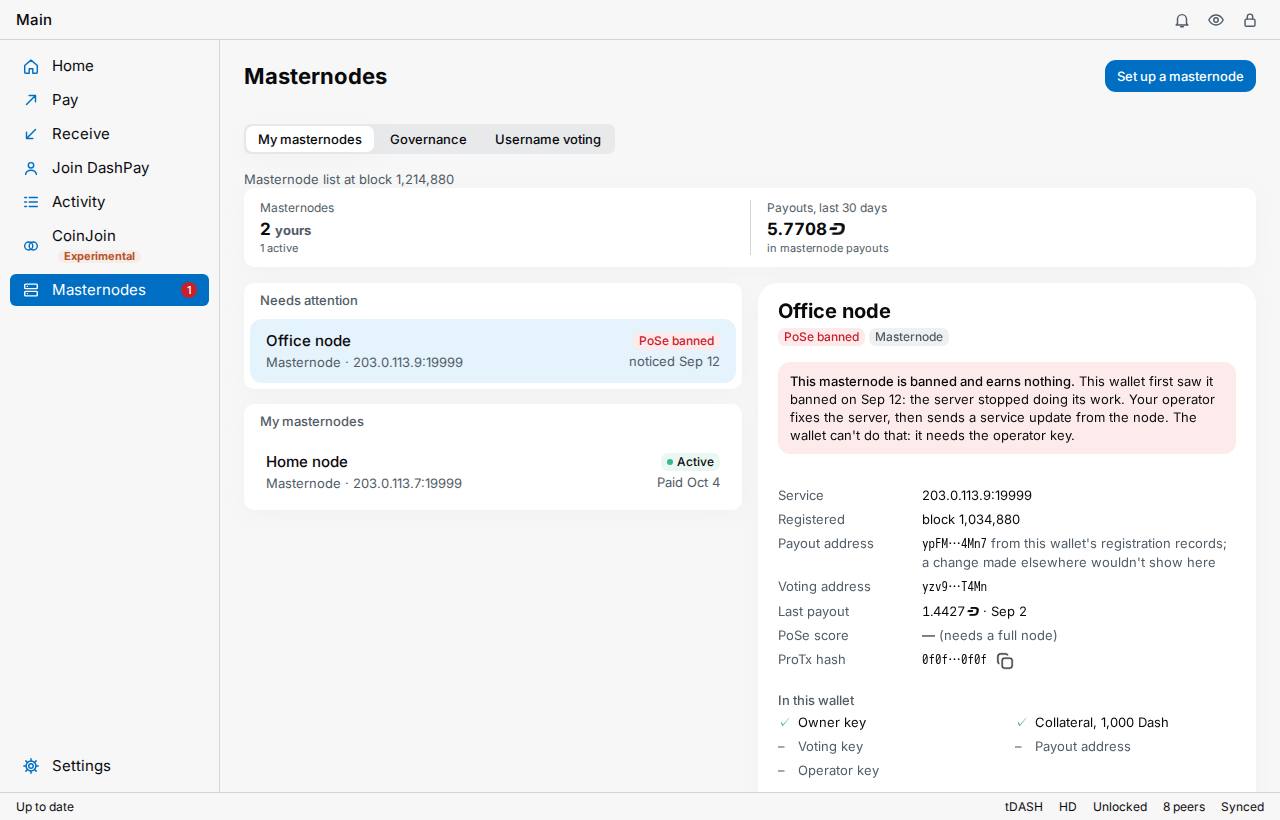 Main
Home
Pay
Receive
Join DashPay
Activity
CoinJoin
Experimental
Masternodes
1
Settings
Masternodes
Set up a masternode
My masternodes
Governance
Username voting
Masternode list at block 1,214,880
Masternodes
2 yours
1 active
Payouts, last 30 days
5.7708
in masternode payouts
Needs attention
Office node
PoSe banned
Masternode · 203.0.113.9:19999
noticed Sep 12
My masternodes
Home node
Active
Masternode · 203.0.113.7:19999
Paid Oct 4
Office node
PoSe banned
Masternode
This masternode is banned and earns nothing. This wallet first saw it
banned on Sep 12: the server stopped doing its work. Your operator
fixes the server, then sends a service update from the node. The
wallet can't do that: it needs the operator key.
Service 203.0.113.9:19999
Registered block 1,034,880
Payout address ypFM···4Mn7 from this wallet's registration records;
a change made elsewhere wouldn't show here
Voting address yzv9···T4Mn
Last payout 1.4427 · Sep 2
PoSe score — (needs a full node)
ProTx hash 0f0f···0f0f
In this wallet
✓ Owner key
✓ Collateral, 1,000 Dash
– Voting key
– Payout address
– Operator key
Up to date
tDASH
HD
Unlocked
8 peers
Synced